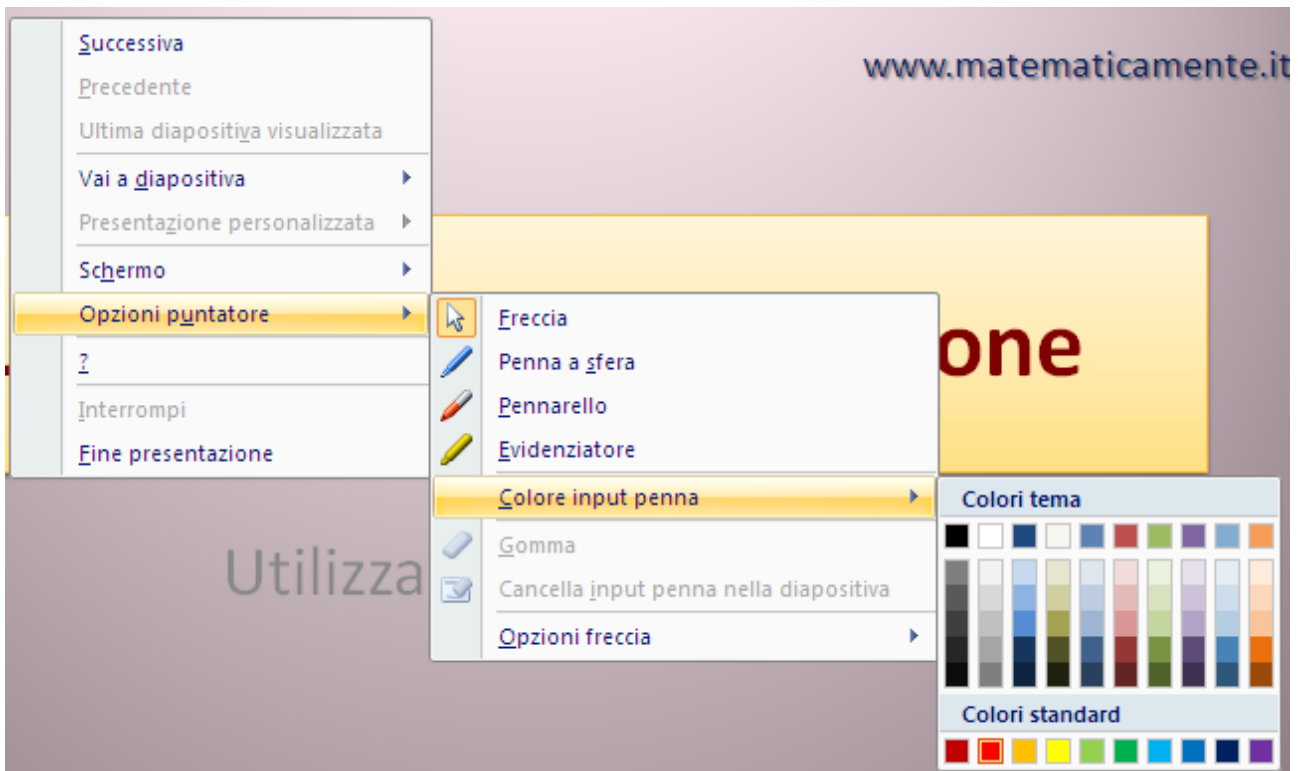 Successiva
Precedente
Ultima diapositiva visualizzata
Vai a diapositiva
Presentazione personalizzata
Schermo
Opzioni puntatore
?
Interrompi
Fine presentazione
www.matematicamente.it
one
Utilizza
Freccia
Penna a sfera
Pennarello
Evidenziatore
Colore input penna
Gomma
Cancella input penna nella diapositiva
Opzioni freccia
Colori tema
Colori standard